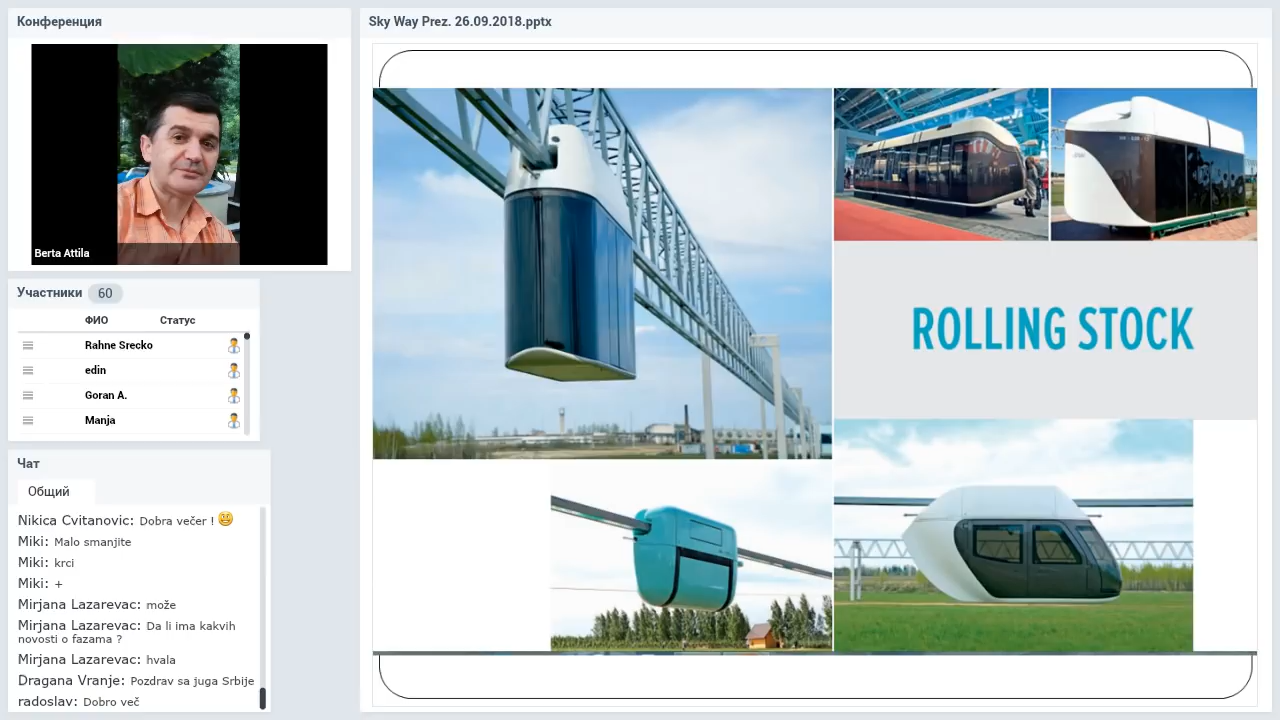 Конференция
Berta Attila
Участники 60
ФИО Статус
Rahne Srecko
edin
Goran A.
Manja
Чат
Общий
Nikica Cvitanovic: Dobra večer !
Miki: Malo smanjite
Miki: krci
Miki: +
Mirjana Lazarevac: može
Mirjana Lazarevac: Da li ima kakvih
novosti o fazama ?
Mirjana Lazarevac: hvala
Dragana Vranje: Pozdrav sa juga Srbije
radoslav: Dobro več
Sky Way Prez. 26.09.2018.pptx
ROLLING STOCK